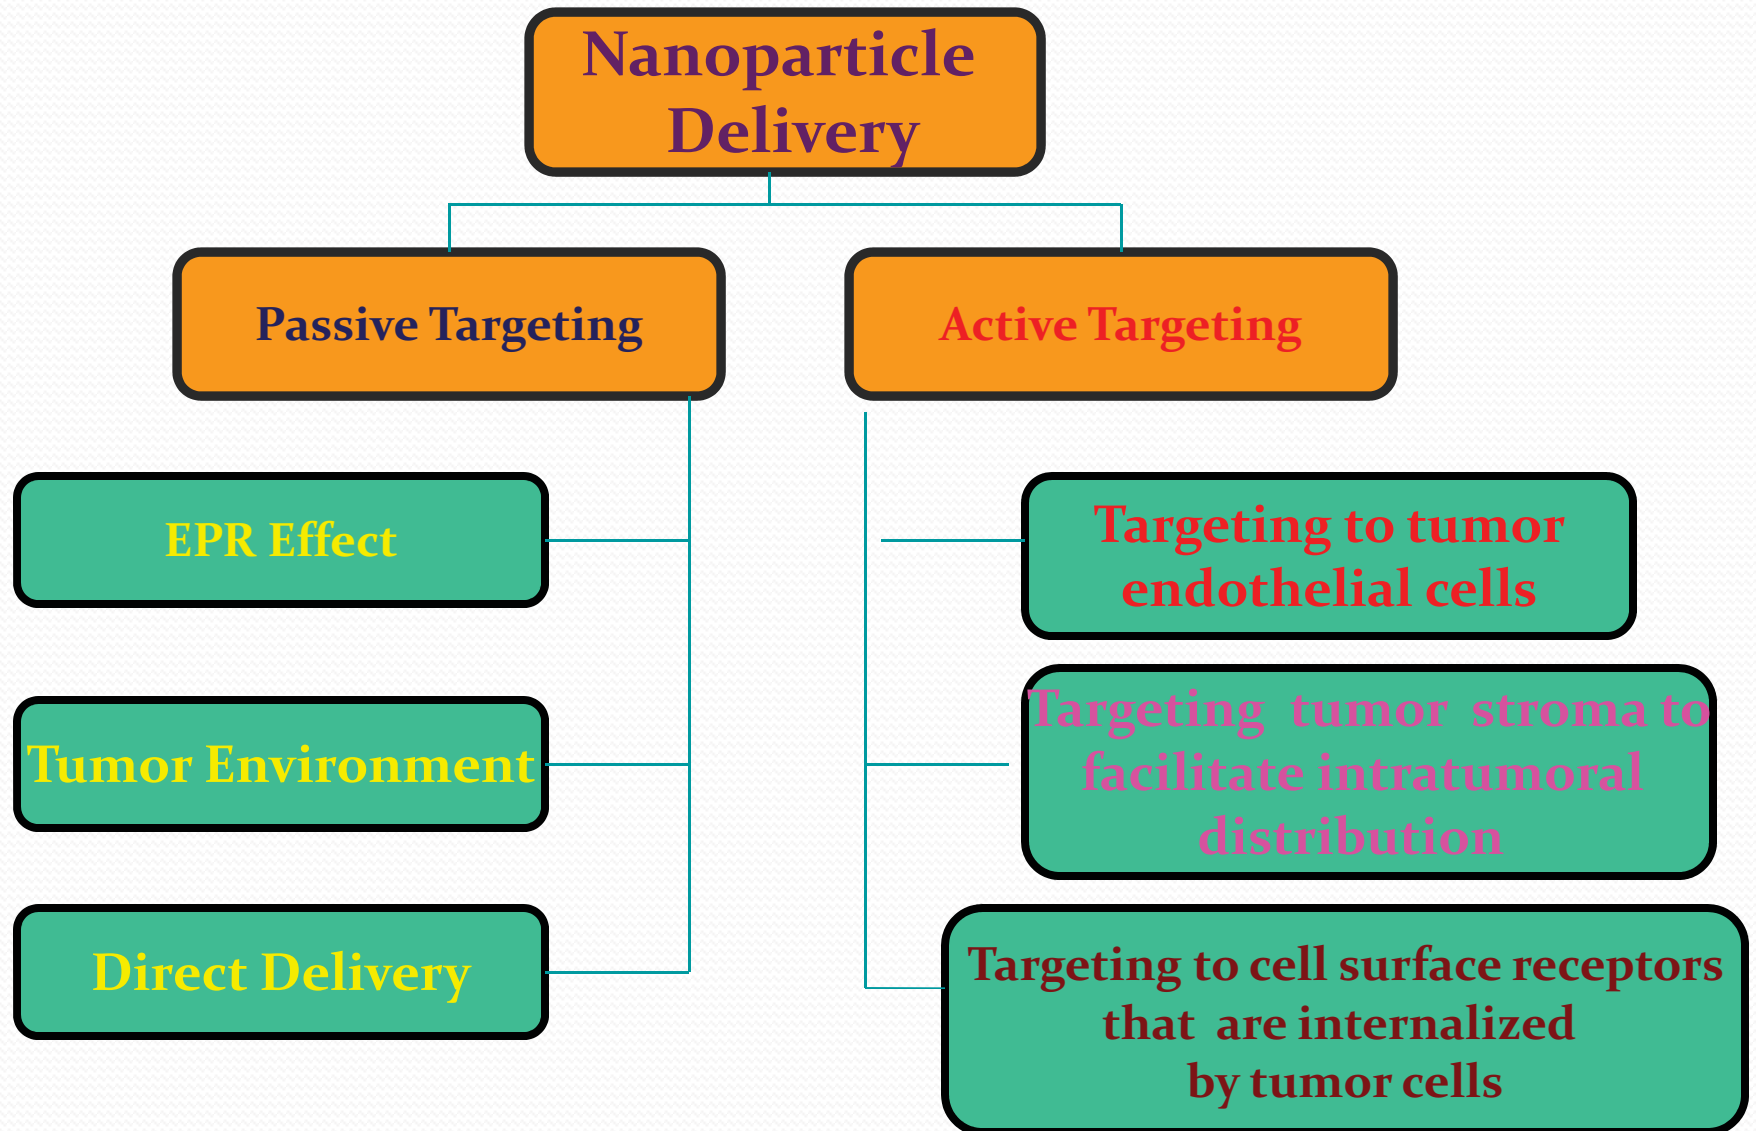 Nanoparticle
Delivery
Passive Targeting
Active Targeting
EPR Effect
Tumor Environment
Direct Delivery
Targeting to tumor
endothelial cells
Targeting tumor stroma to
facilitate intratumoral
distribution
Targeting to cell surface receptors
that are internalized
by tumor cells